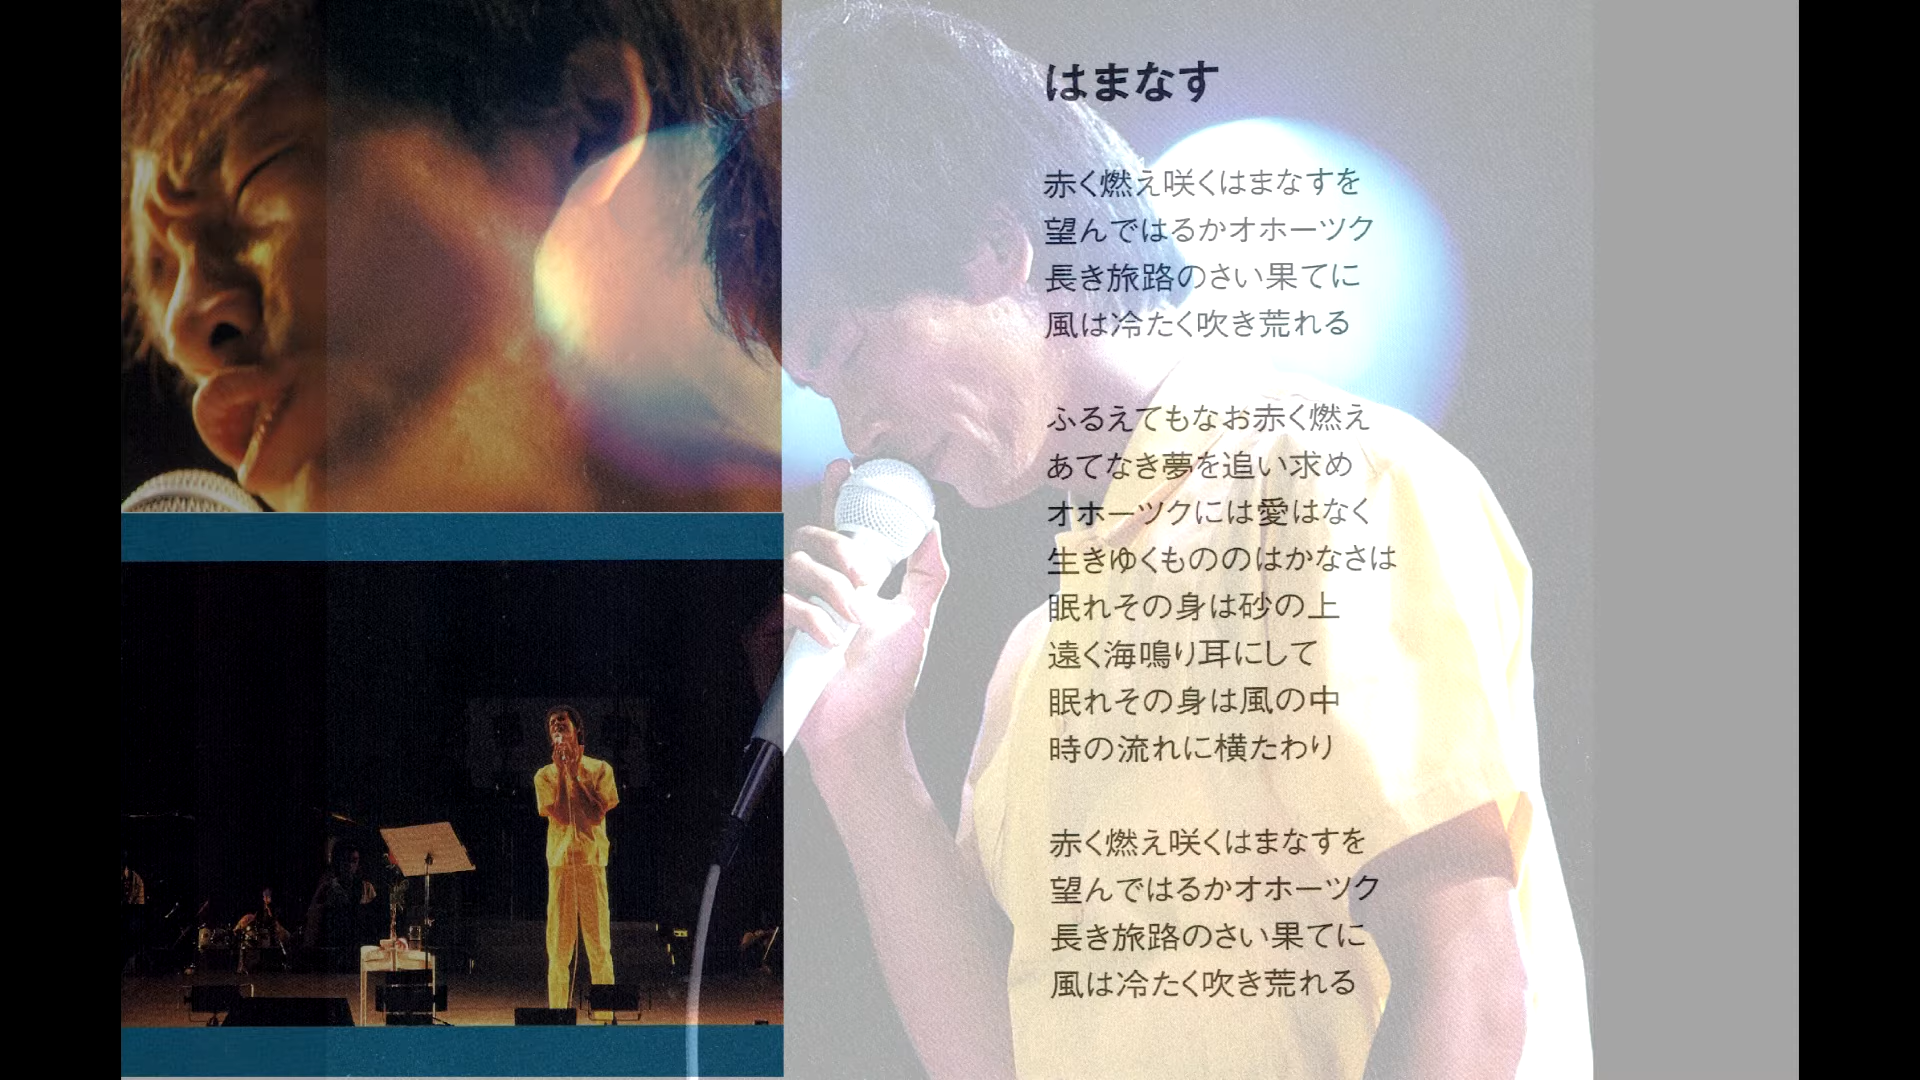 はまなす
赤く燃え咲くはまなすを
望んではるかオホーツク
長き旅路のさい果てに
風は冷たく吹き荒れる
ふるえてもなお赤く燃え
あてなき夢を追い求め
オホーツクには愛はなく
生きゆくもののはかなさは
眠れその身は砂の上
遠く海鳴り耳にして
眠れその身は風の中
時の流れに横たわり
赤く燃え咲くはまなすを
望んではるかオホーツク
長き旅路のさい果てに
風は冷たく吹き荒れる